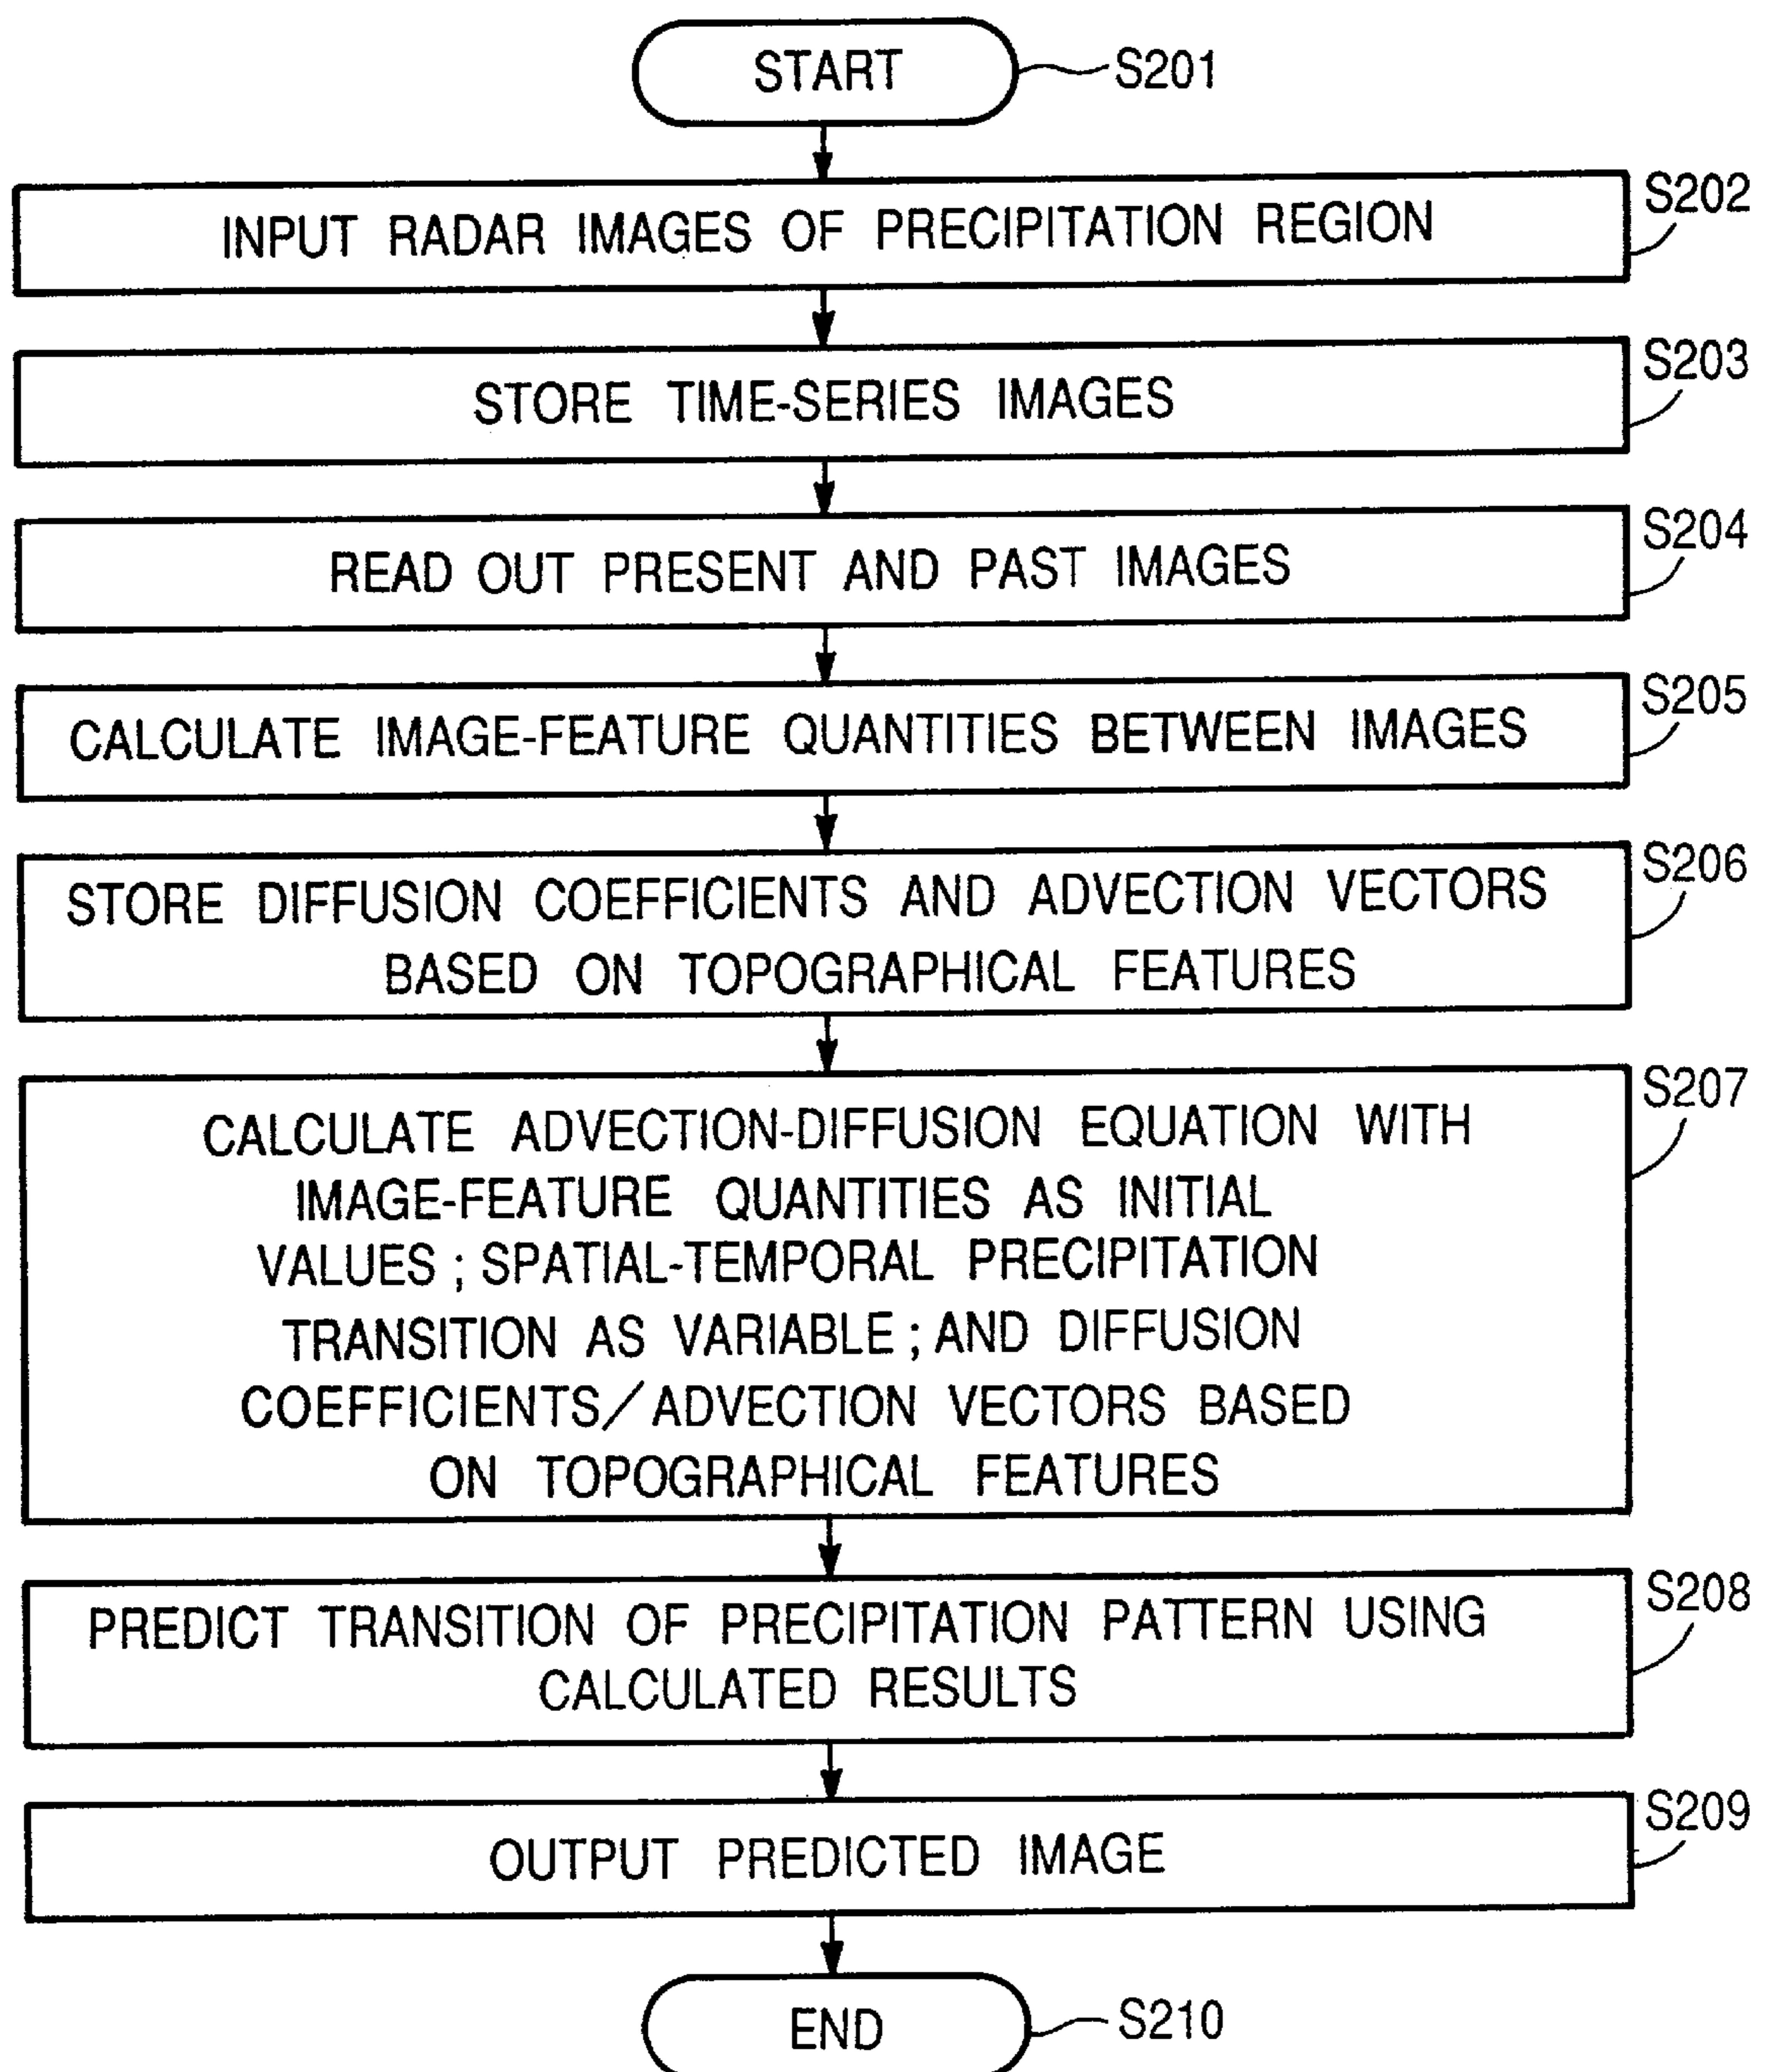 START
S201
S202
INPUT RADAR IMAGES OF PRECIPITATION REGION
S203
STORE TIME-SERIES IMAGES
S204
READ OUT PRESENT AND PAST IMAGES
S205
CALCULATE IMAGE-FEATURE QUANTITIES BETWEEN IMAGES
S206
STORE DIFFUSION COEFFICIENTS AND ADVECTION VECTORS
BASED ON TOPOGRAPHICAL FEATURES
S207
CALCULATE ADVECTION-DIFFUSION EQUATION WITH
IMAGE-FEATURE QUANTITIES AS INITIAL
VALUES ; SPATIAL-TEMPORAL PRECIPITATION
TRANSITION AS VARIABLE ; AND DIFFUSION
COEFFICIENTS/ADVECTION VECTORS BASED
ON TOPOGRAPHICAL FEATURES
S208
PREDICT TRANSITION OF PRECIPITATION PATTERN USING
CALCULATED RESULTS
S209
OUTPUT PREDICTED IMAGE
END
S210